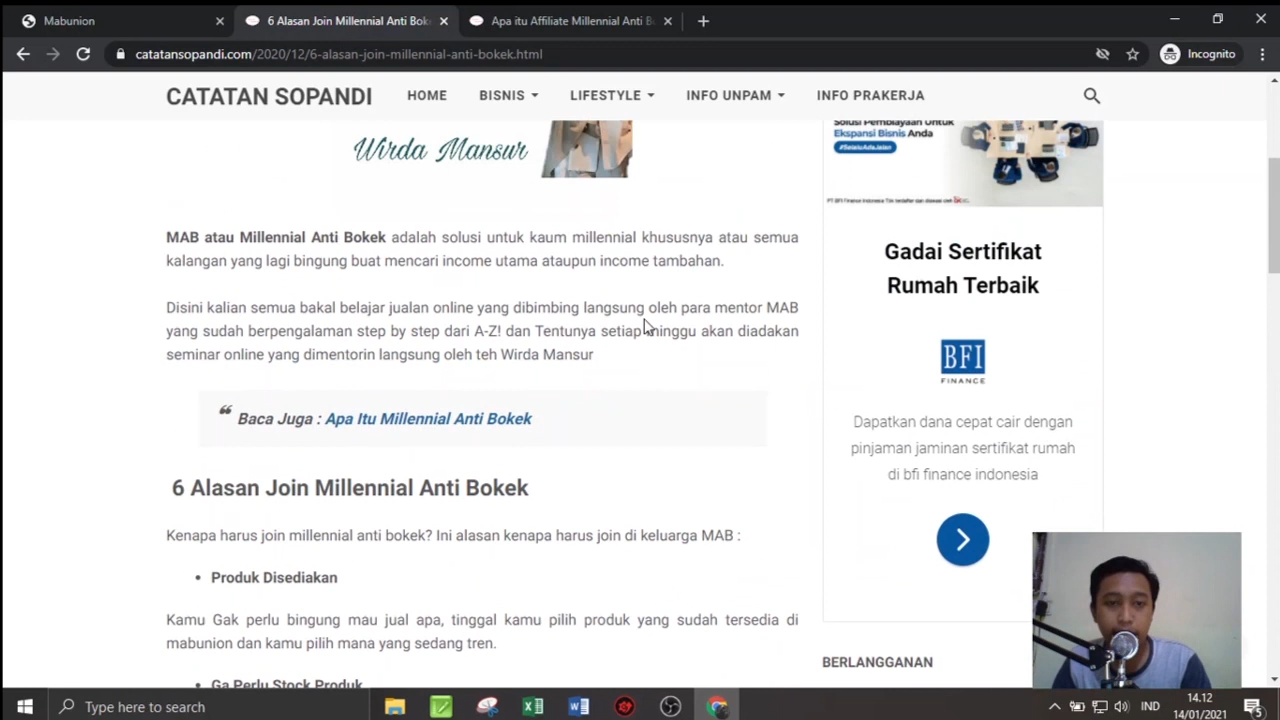 Mabunion
6 Alasan Join Millennial Anti Bok
Apa itu Affiliate Millennial Anti B
catatansopandi.com/2020/12/6-alasan-join-millennial-anti-bokek.html
Incognito
CATATAN SOPANDI
HOME
BISNIS
LIFESTYLE
INFO UNPAM
INFO PRAKERJA
Wirda Mansur
MAB atau Millennial Anti Bokek adalah solusi untuk kaum millennial khususnya atau semua
kalangan yang lagi bingung buat mencari income utama ataupun income tambahan.
Disini kalian semua bakal belajar jualan online yang dibimbing langsung oleh para mentor MAB
yang sudah berpengalaman step by step dari A-Z! dan Tentunya setiap minggu akan diadakan
seminar online yang dimentorin langsung oleh teh Wirda Mansur
❝ Baca Juga : Apa Itu Millennial Anti Bokek
6 Alasan Join Millennial Anti Bokek
Kenapa harus join millennial anti bokek? Ini alasan kenapa harus join di keluarga MAB :
• Produk Disediakan
Kamu Gak perlu bingung mau jual apa, tinggal kamu pilih produk yang sudah tersedia di
mabunion dan kamu pilih mana yang sedang tren.
• Ga Perlu Stock Produk
Solusi Pembiayaan Untuk
Ekspansi Bisnis Anda
#SelaluAdaJalan
Gadai Sertifikat
Rumah Terbaik
BFI
FINANCE
Dapatkan dana cepat cair dengan
pinjaman jaminan sertifikat rumah
di bfi finance indonesia
BERLANGGANAN
Type here to search
IND
14.12
14/01/2021
5